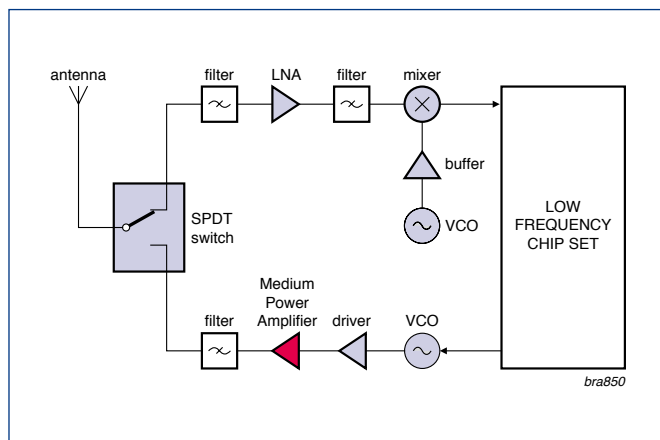 antenna
filter
LNA
filter
mixer
buffer
VCO
SPDT
switch
LOW
FREQUENCY
CHIP SET
Medium
Power
Amplifier
filter
driver
VCO
bra850